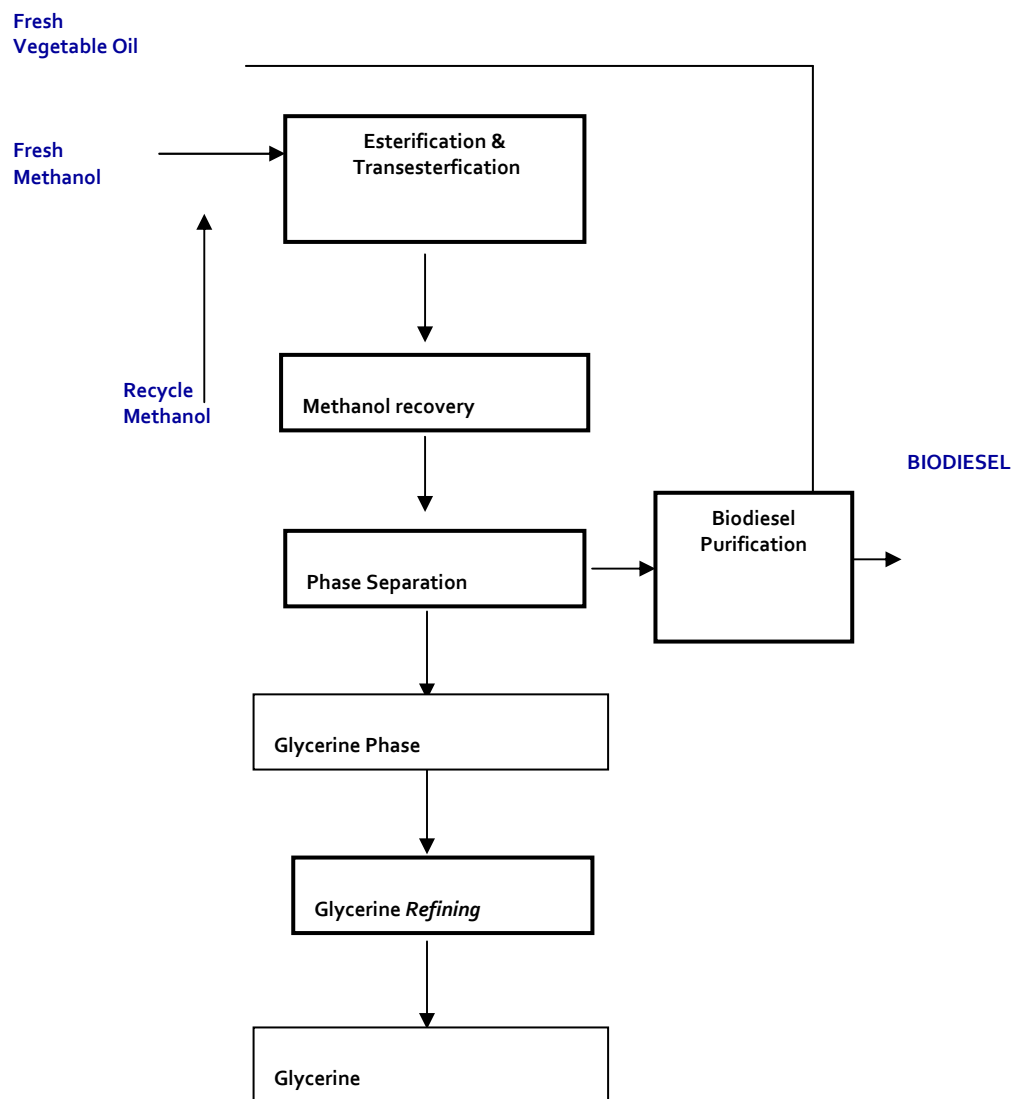 Fresh
Vegetable Oil
Esterification &
Transesterfication
Fresh
Methanol
Recycle
Methanol
Methanol recovery
BIODIESEL
Biodiesel
Purification
Phase Separation
Glycerine Phase
Glycerine Refining
Glycerine